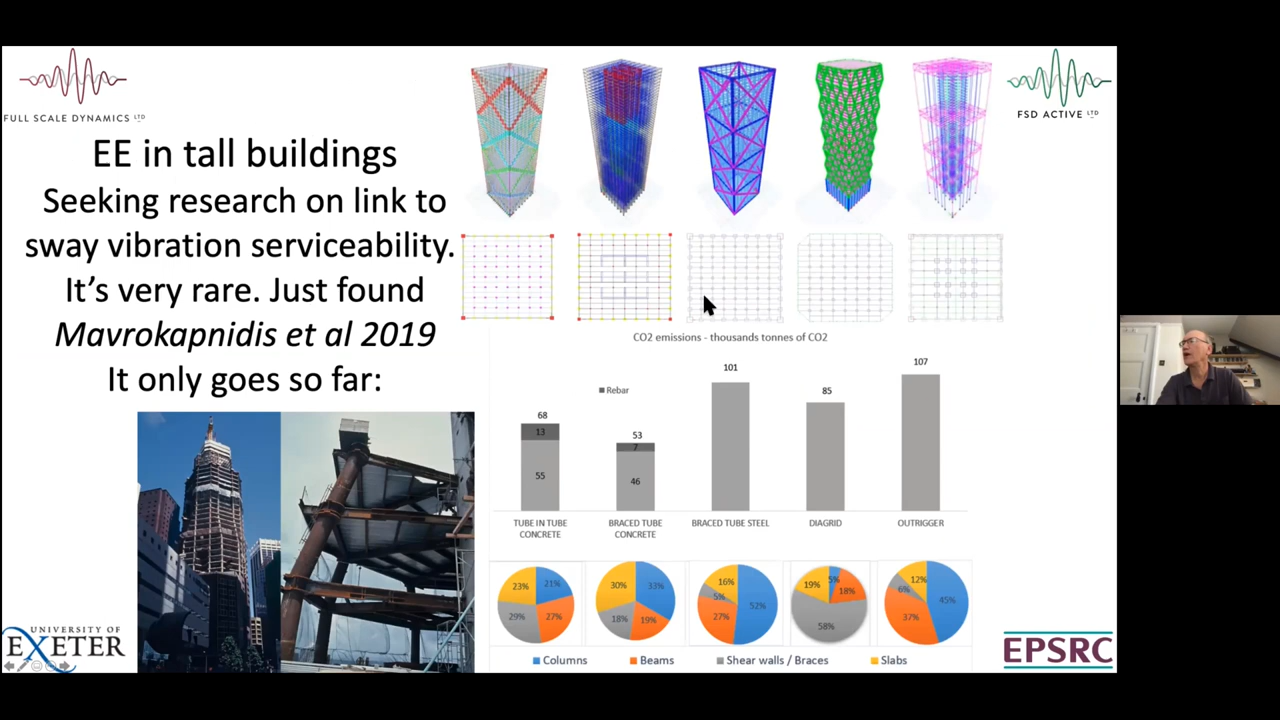 FULL SCALE DYNAMICS LTD
FSD ACTIVE LTD
EE in tall buildings
Seeking research on link to
sway vibration serviceability.
It's very rare. Just found
Mavrokapnidis et al 2019
It only goes so far:
CO2 emissions - thousands tonnes of CO2
Rebar
68
13
55
53
7
46
101
85
107
TUBE IN TUBE
CONCRETE
BRACED TUBE
CONCRETE
BRACED TUBE STEEL
DIAGRID
OUTRIGGER
23%
21%
29%
27%
30%
33%
18%
19%
16%
5%
52%
27%
19%
5%
18%
58%
12%
6%
45%
37%
Columns
Beams
Shear walls / Braces
Slabs
UNIVERSITY OF
EXETER
EPSRC